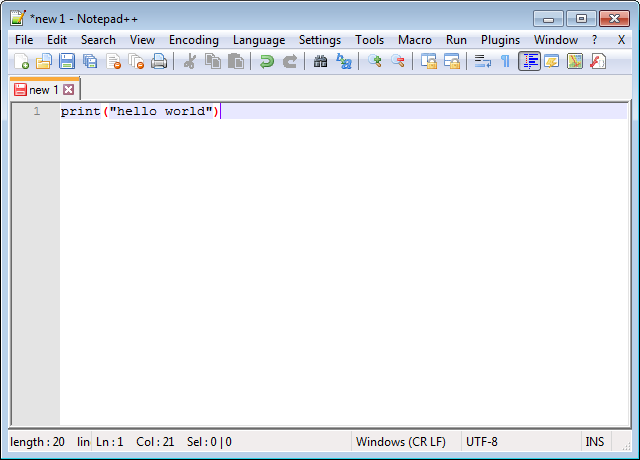 *new 1 - Notepad++
File Edit Search View Encoding Language Settings Tools Macro Run Plugins Window ? X
new 1
1 print("hello world")
length : 20 lin Ln : 1 Col : 21 Sel : 0 | 0 Windows (CR LF) UTF-8 INS